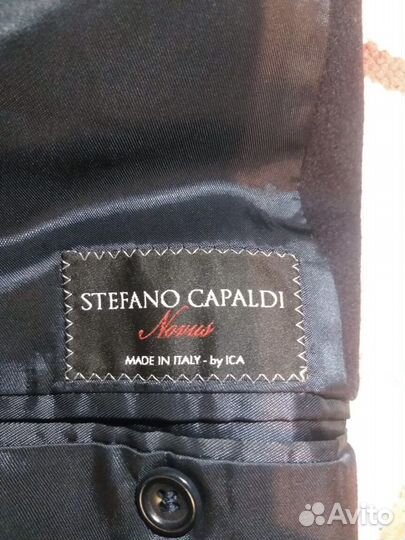 STEFANO CAPALDI
Novus
MADE IN ITALY - by ICA
Avito